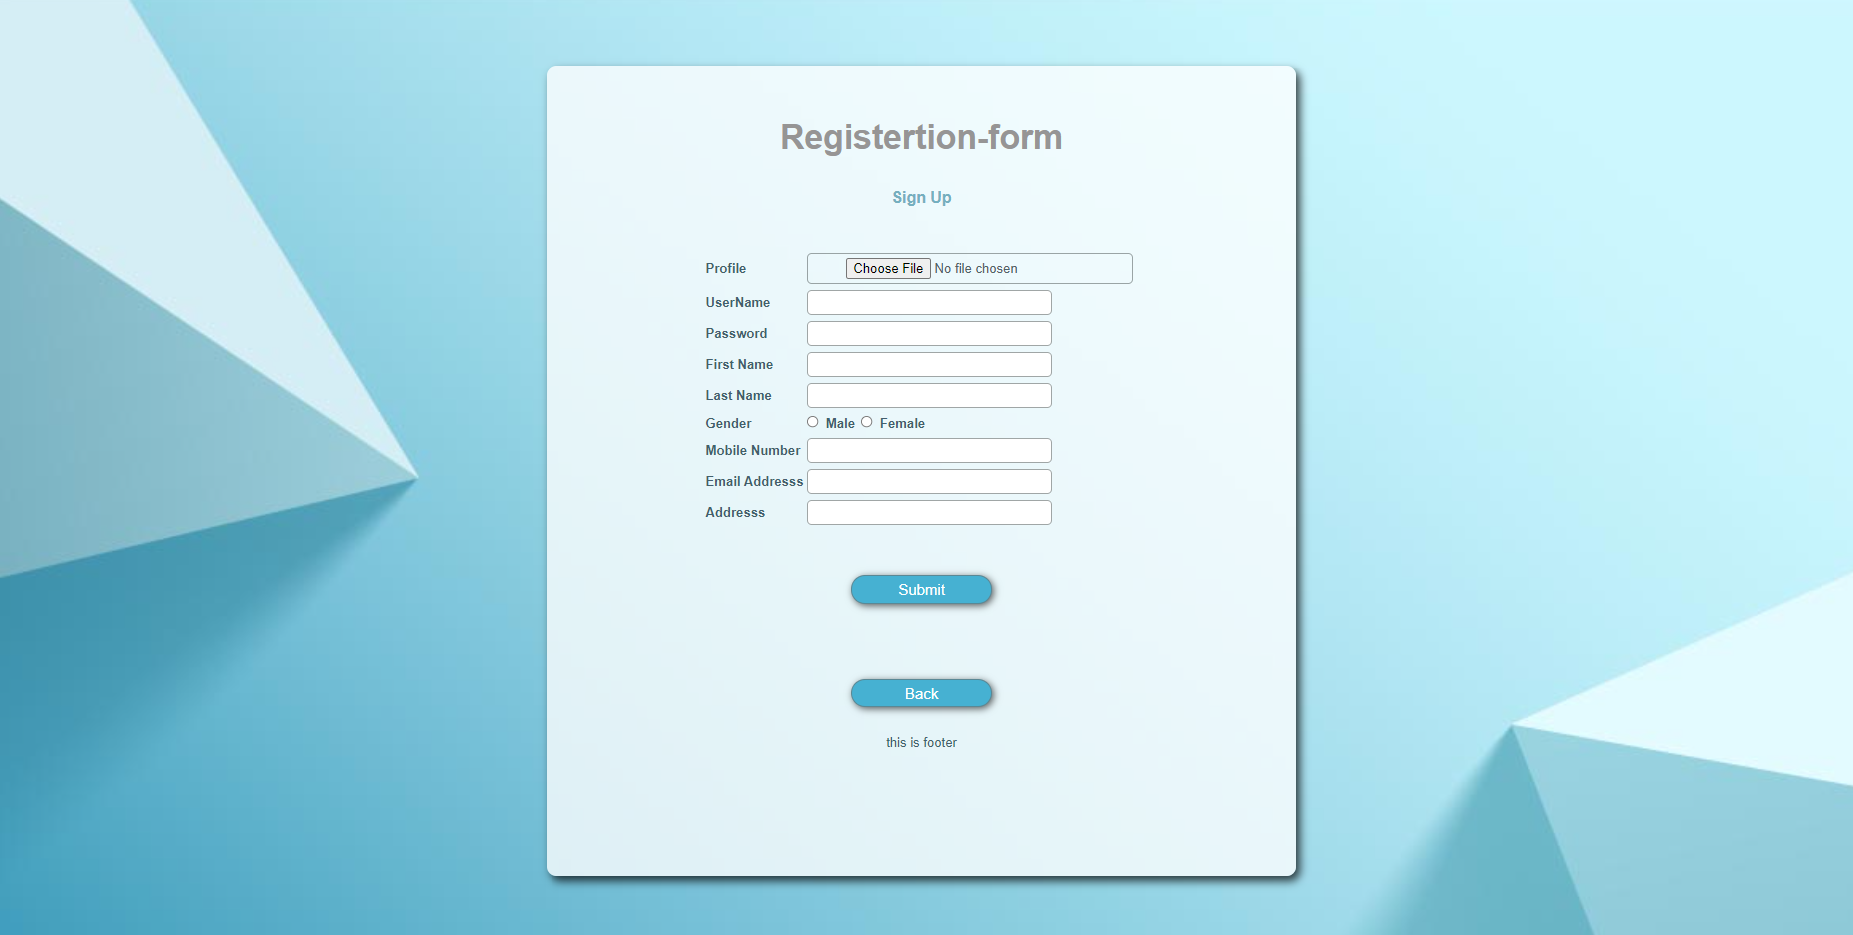 Registertion-form
Sign Up
Profile Choose File No file chosen
UserName
Password
First Name
Last Name
Gender Male Female
Mobile Number
Email Addresss
Addresss
Submit
Back
this is footer